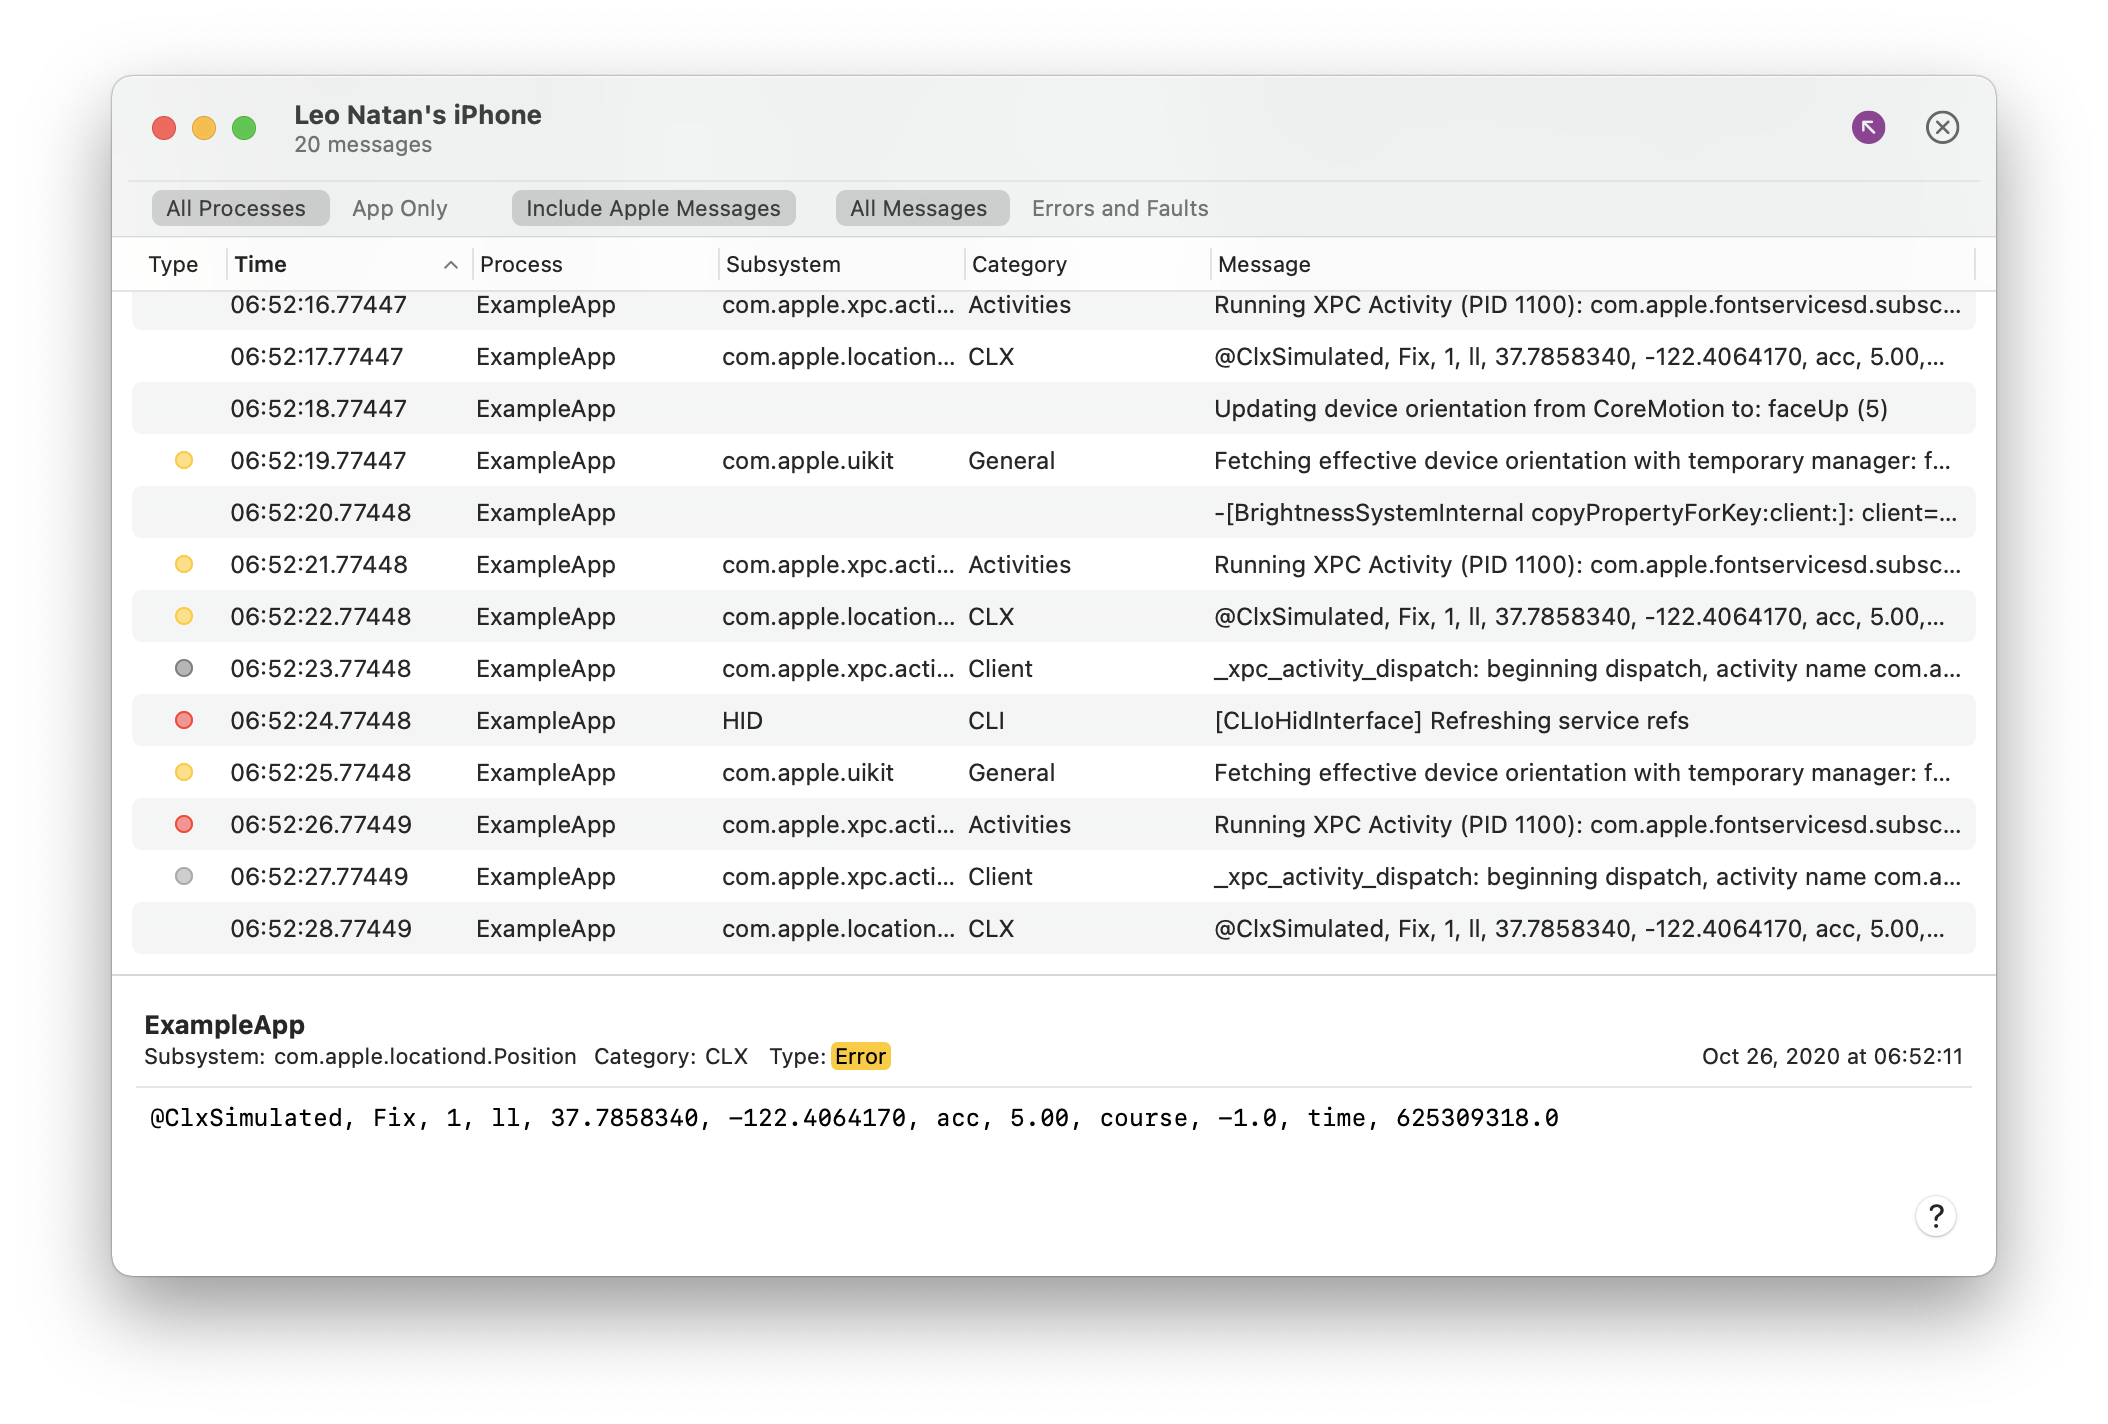 Leo Natan's iPhone
20 messages
All Processes App Only Include Apple Messages All Messages Errors and Faults
Type Time Process Subsystem Category Message
06:52:16.77447 ExampleApp com.apple.xpc.acti... Activities Running XPC Activity (PID 1100): com.apple.fontservicesd.subsc...
06:52:17.77447 ExampleApp com.apple.location... CLX @ClxSimulated, Fix, 1, ll, 37.7858340, -122.4064170, acc, 5.00,...
06:52:18.77447 ExampleApp Updating device orientation from CoreMotion to: faceUp (5)
06:52:19.77447 ExampleApp com.apple.uikit General Fetching effective device orientation with temporary manager: f...
06:52:20.77448 ExampleApp -[BrightnessSystemInternal copyPropertyForKey:client:]: client=...
06:52:21.77448 ExampleApp com.apple.xpc.acti... Activities Running XPC Activity (PID 1100): com.apple.fontservicesd.subsc...
06:52:22.77448 ExampleApp com.apple.location... CLX @ClxSimulated, Fix, 1, ll, 37.7858340, -122.4064170, acc, 5.00,...
06:52:23.77448 ExampleApp com.apple.xpc.acti... Client _xpc_activity_dispatch: beginning dispatch, activity name com.a...
06:52:24.77448 ExampleApp HID CLI [CLIoHidInterface] Refreshing service refs
06:52:25.77448 ExampleApp com.apple.uikit General Fetching effective device orientation with temporary manager: f...
06:52:26.77449 ExampleApp com.apple.xpc.acti... Activities Running XPC Activity (PID 1100): com.apple.fontservicesd.subsc...
06:52:27.77449 ExampleApp com.apple.xpc.acti... Client _xpc_activity_dispatch: beginning dispatch, activity name com.a...
06:52:28.77449 ExampleApp com.apple.location... CLX @ClxSimulated, Fix, 1, ll, 37.7858340, -122.4064170, acc, 5.00,...
ExampleApp
Subsystem: com.apple.locationd.Position Category: CLX Type: Error Oct 26, 2020 at 06:52:11
@ClxSimulated, Fix, 1, ll, 37.7858340, -122.4064170, acc, 5.00, course, -1.0, time, 625309318.0
?